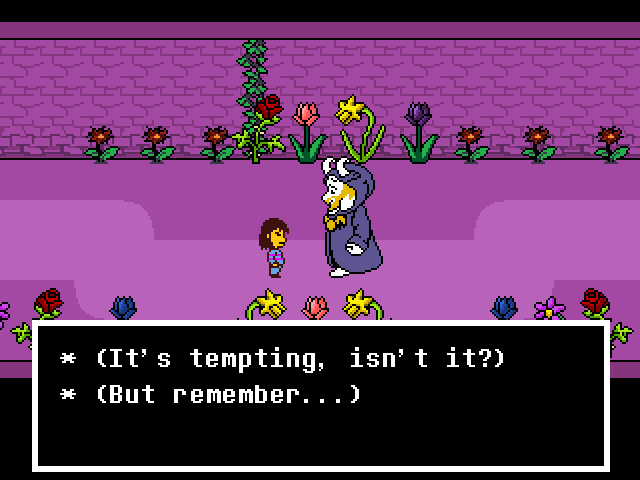 * (It's tempting, isn't it?)
* (But remember...)